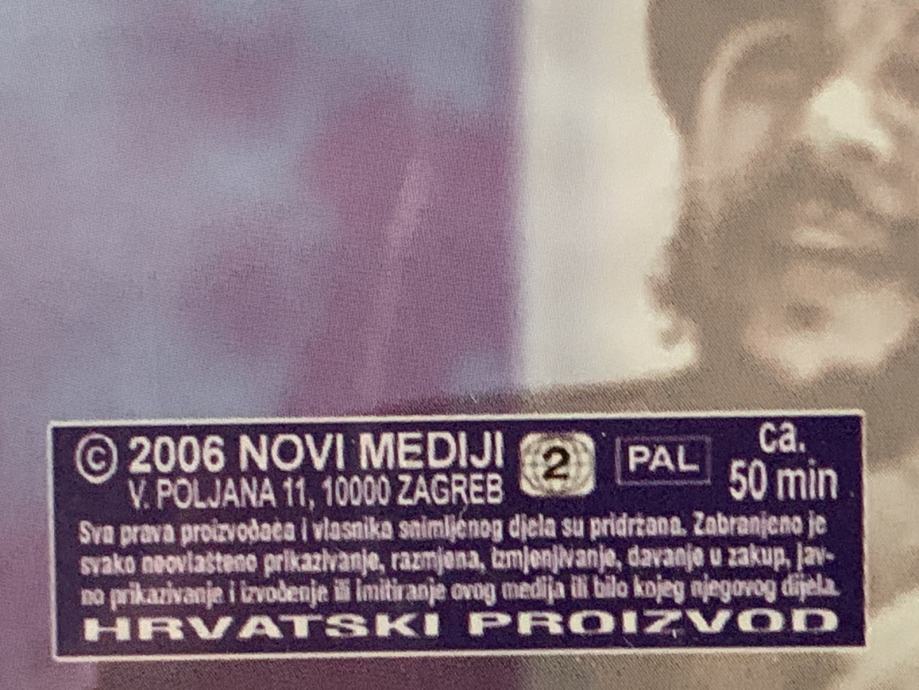 © 2006 NOVI MEDIJI
V. POLJANA 11, 10000 ZAGREB
2
PAL
ca.
50 min
Sva prava proizvođača i vlasnika snimljenog djela su pridržana. Zabranjeno je
svako neovlašteno prikazivanje, razmjena, izmjenjivanje, davanje u zakup, jav-
no prikazivanje i izvođenje ili imitiranje ovog medija ili bilo kojeg njegovog dijela.
HRVATSKI PROIZVOD